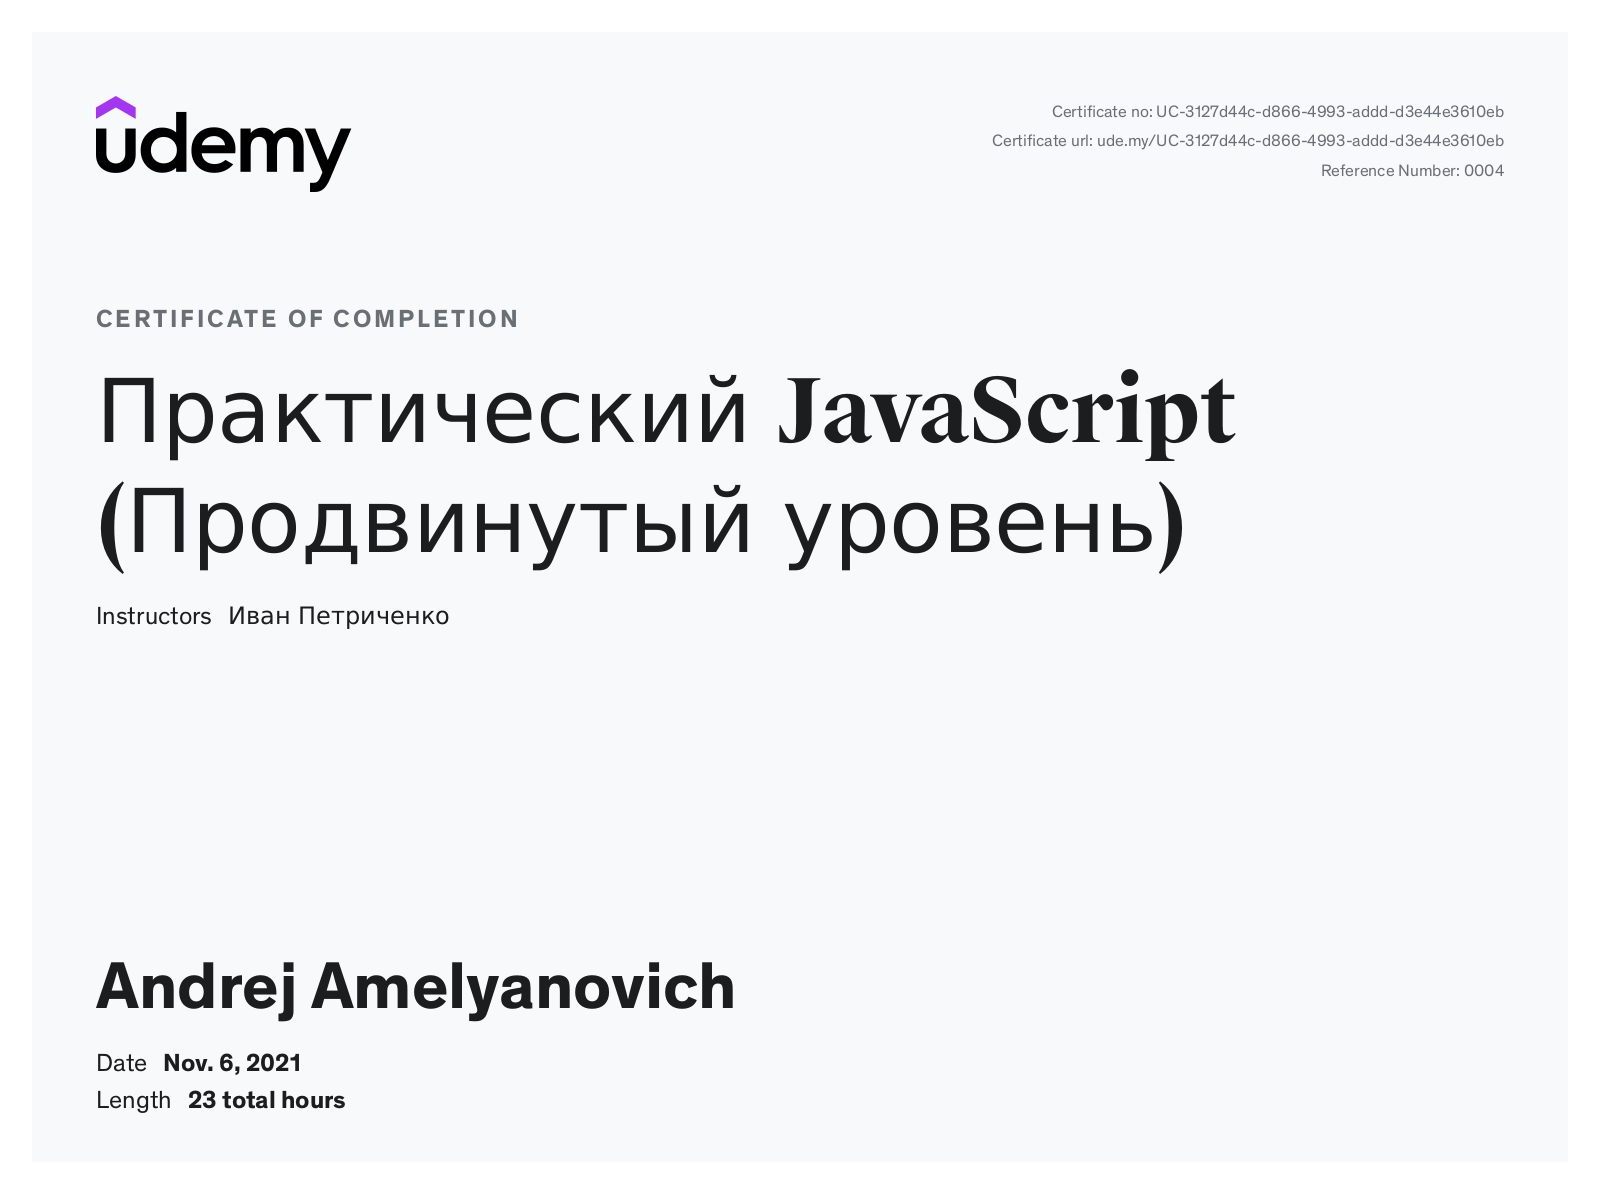 udemy
Certificate no: UC-3127d44c-d866-4993-addd-d3e44e3610eb
Certificate url: ude.my/UC-3127d44c-d866-4993-addd-d3e44e3610eb
Reference Number: 0004
CERTIFICATE OF COMPLETION
Практический JavaScript
(Продвинутый уровень)
Instructors Иван Петриченко
Andrej Amelyanovich
Date Nov. 6, 2021
Length 23 total hours